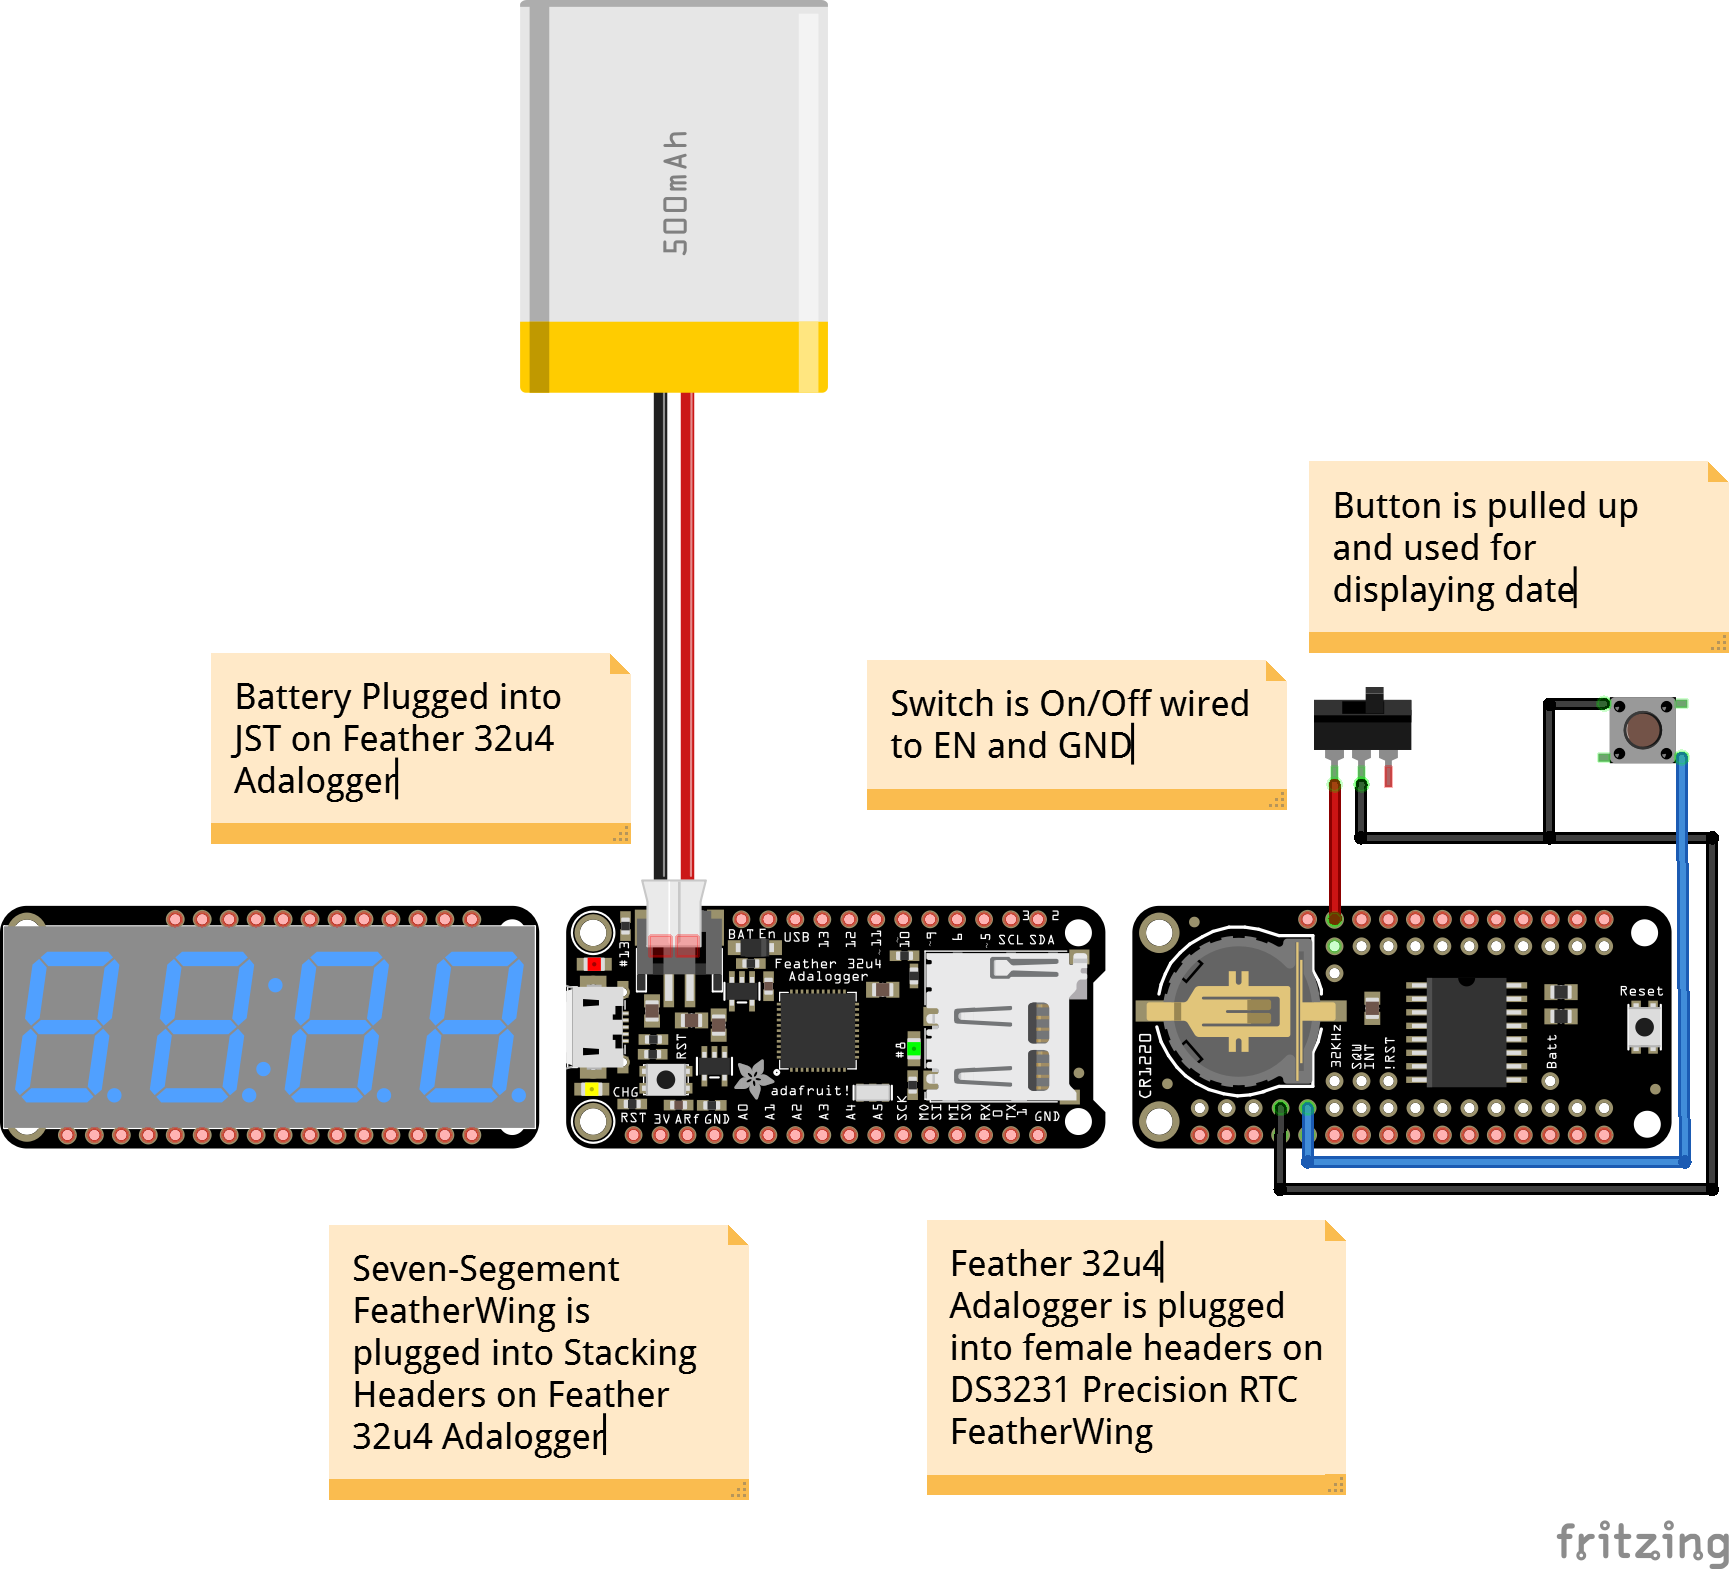 500mAh
Button is pulled up
and used for
displaying date
Battery Plugged into
JST on Feather 32u4
Adalogger
Switch is On/Off wired
to EN and GND
#13
BAT En USB 13 12 ~11 ~10 ~9 6 ~5 SCL SDA
3 2
Feather 32u4
Adalogger
RST
#8
CHG
adafruit!
RST 3V ARf GND A0 A1 A2 A3 A4 A5 SCK MO MI RX 0 TX 1 GND
CR1220
32KHz
SQW
INT
!RST
Batt
Reset
Seven-Segement
FeatherWing is
plugged into Stacking
Headers on Feather
32u4 Adalogger
Feather 32u4
Adalogger is plugged
into female headers on
DS3231 Precision RTC
FeatherWing
fritzing